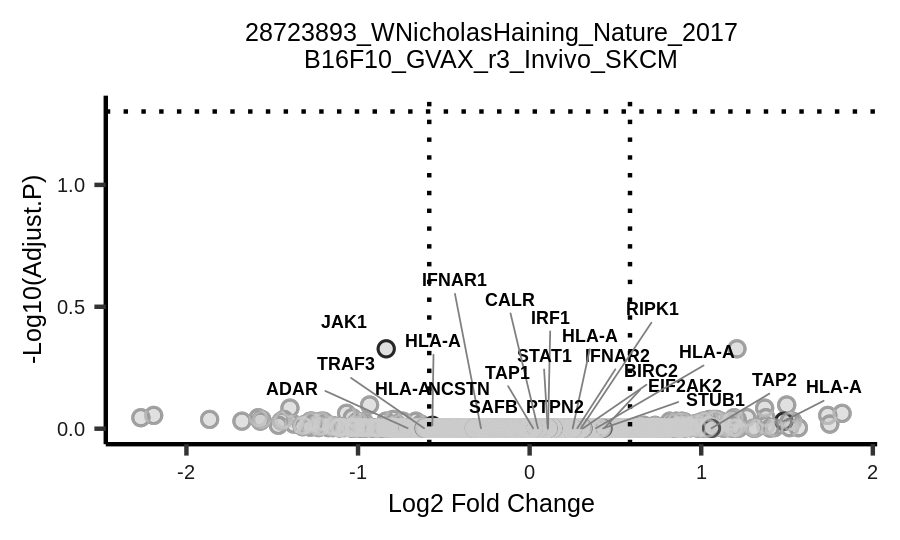 28723893_WNicholasHaining_Nature_2017
B16F10_GVAX_r3_Invivo_SKCM
-Log10(Adjust.P)
1.0
0.5
0.0
IFNAR1
CALR
IRF1
RIPK1
JAK1
HLA-A
HLA-A
STAT1
IFNAR2
HLA-A
TRAF3
TAP1
BIRC2
ADAR
HLA-A
NCSTN
EIF2AK2
TAP2
HLA-A
SAFB
PTPN2
STUB1
-2
-1
0
1
2
Log2 Fold Change